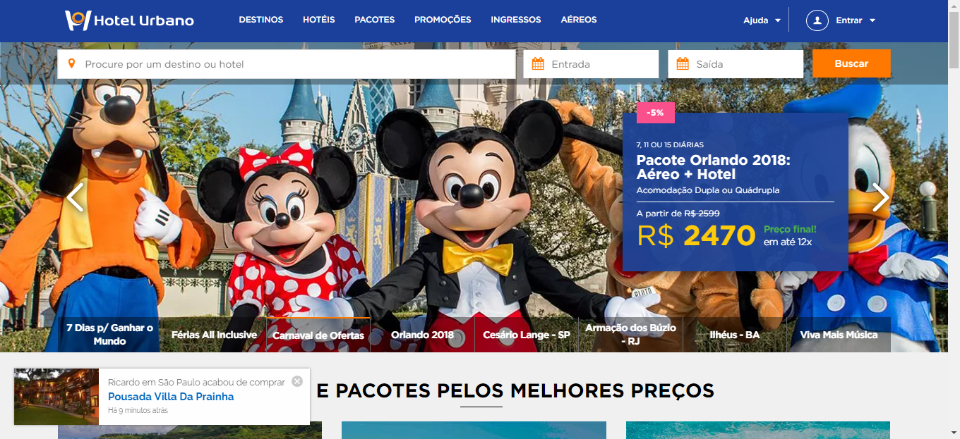 Hotel Urbano
DESTINOS HOTÉIS PACOTES PROMOÇÕES INGRESSOS AÉREOS
Ajuda Entrar
Procure por um destino ou hotel
Entrada
Saída
Buscar
-5%
7, 11 OU 15 DIÁRIAS
Pacote Orlando 2018:
Aéreo + Hotel
Acomodação Dupla ou Quádrupla
A partir de R$ 2599
R$ 2470
Preço final!
em até 12x
7 Dias p/ Ganhar o
Mundo
Férias All Inclusive
Carnaval de Ofertas
Orlando 2018
Cesário Lange - SP
Armação dos Búzio
- RJ
Ilhéus - BA
Viva Mais Música
E PACOTES PELOS MELHORES PREÇOS
Ricardo em São Paulo acabou de comprar
Pousada Villa Da Prainha
Há 9 minutos atrás